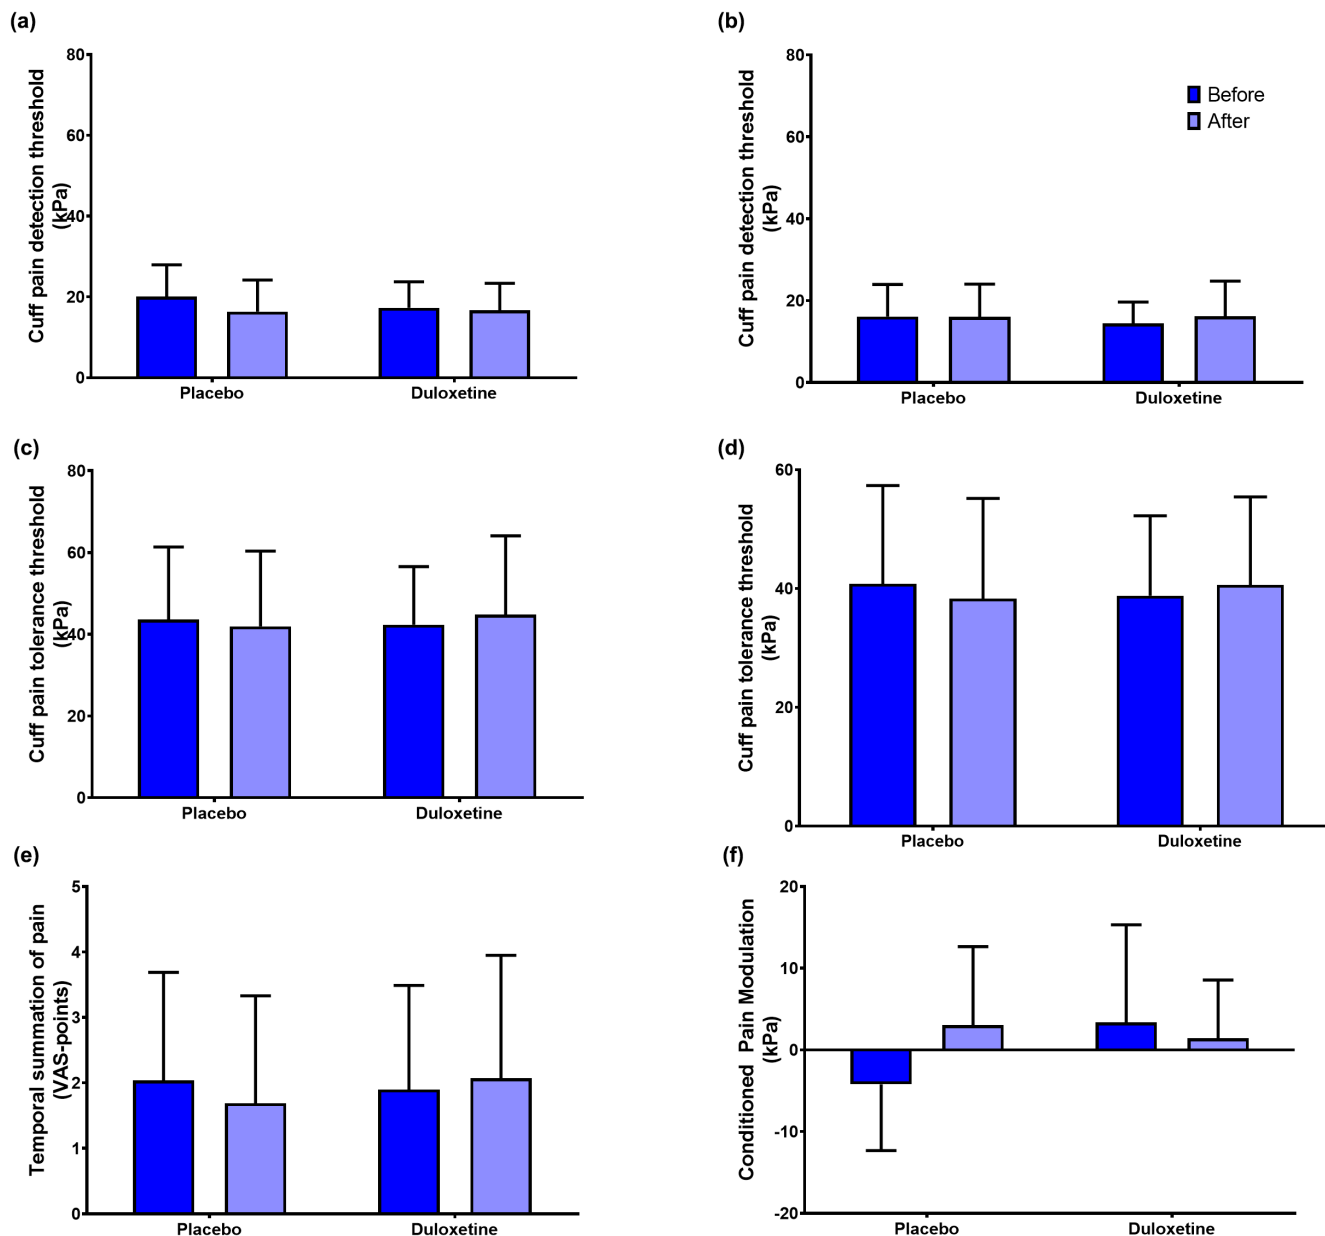 (a)
Cuff pain detection threshold
(kPa)
80
60
40
20
0
Placebo
Duloxetine
(b)
Cuff pain detection threshold
(kPa)
80
60
40
20
0
Before
After
Placebo
Duloxetine
(c)
Cuff pain tolerance threshold
(kPa)
80
60
40
20
0
Placebo
Duloxetine
(d)
Cuff pain tolerance threshold
(kPa)
60
40
20
0
Placebo
Duloxetine
(e)
Temporal summation of pain
(VAS-points)
5
4
3
2
1
0
Placebo
Duloxetine
(f)
Conditioned Pain Modulation
(kPa)
20
10
0
-10
-20
Placebo
Duloxetine